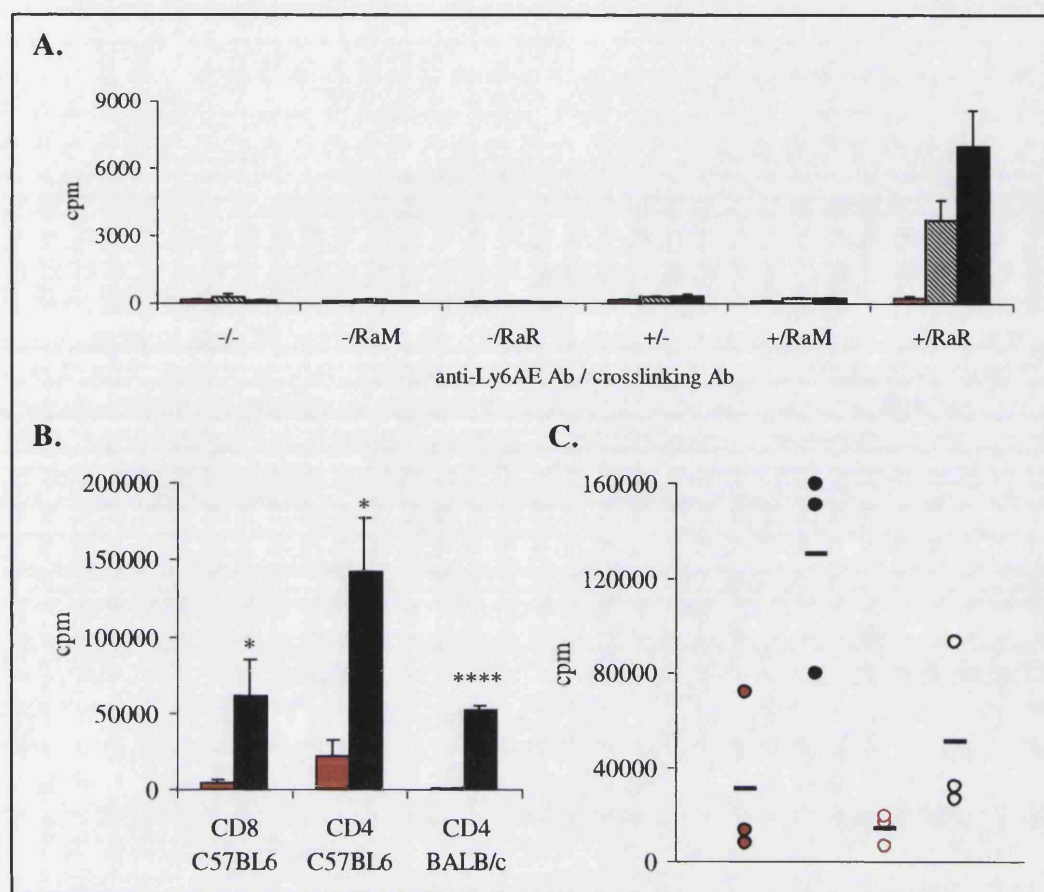 A.
9000
6000
3000
0
cpm
-/- -/RaM -/RaR +/- +/RaM +/RaR
anti-Ly6AE Ab / crosslinking Ab
B.
200000
150000
100000
50000
0
cpm
* * ****
CD8 CD4 CD4
C57BL6 C57BL6 BALB/c
C.
160000
120000
80000
40000
0
cpm